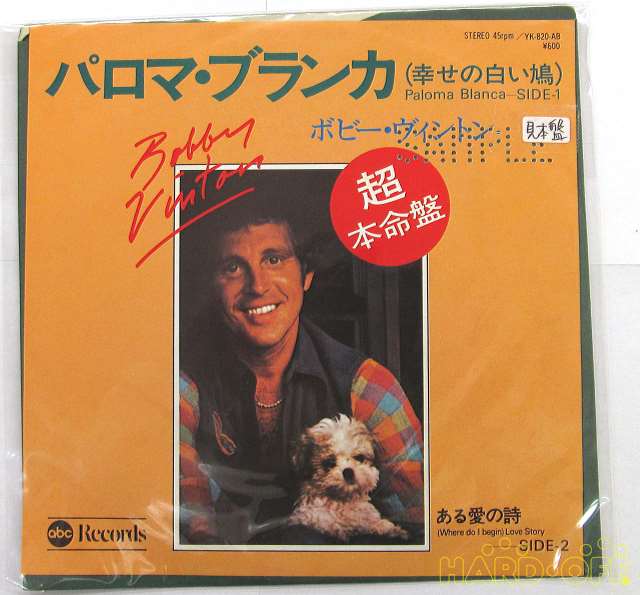 STEREO 45rpm／YK-820-AB
¥600
パロマ・ブランカ(幸せの白い鳩)
Paloma Blanca—SIDE-1
Bobby
Vinton
ボビー・ヴィントン
見本盤
SAMPLE
超
本命盤
abc Records
ある愛の詩
(Where do I begin) Love Story
—SIDE-2
HARD·OFF